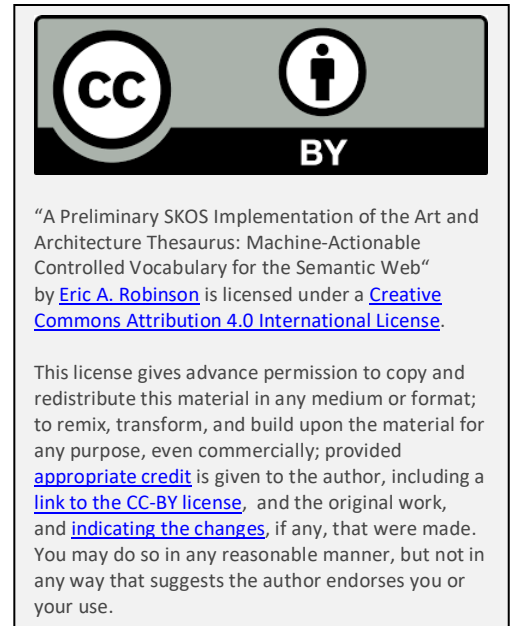 CC
BY
“A Preliminary SKOS Implementation of the Art and
Architecture Thesaurus: Machine-Actionable
Controlled Vocabulary for the Semantic Web“
by Eric A. Robinson is licensed under a Creative
Commons Attribution 4.0 International License.
This license gives advance permission to copy and
redistribute this material in any medium or format;
to remix, transform, and build upon the material for
any purpose, even commercially; provided
appropriate credit is given to the author, including a
link to the CC-BY license,  and the original work,
and indicating the changes, if any, that were made.
You may do so in any reasonable manner, but not in
any way that suggests the author endorses you or
your use.